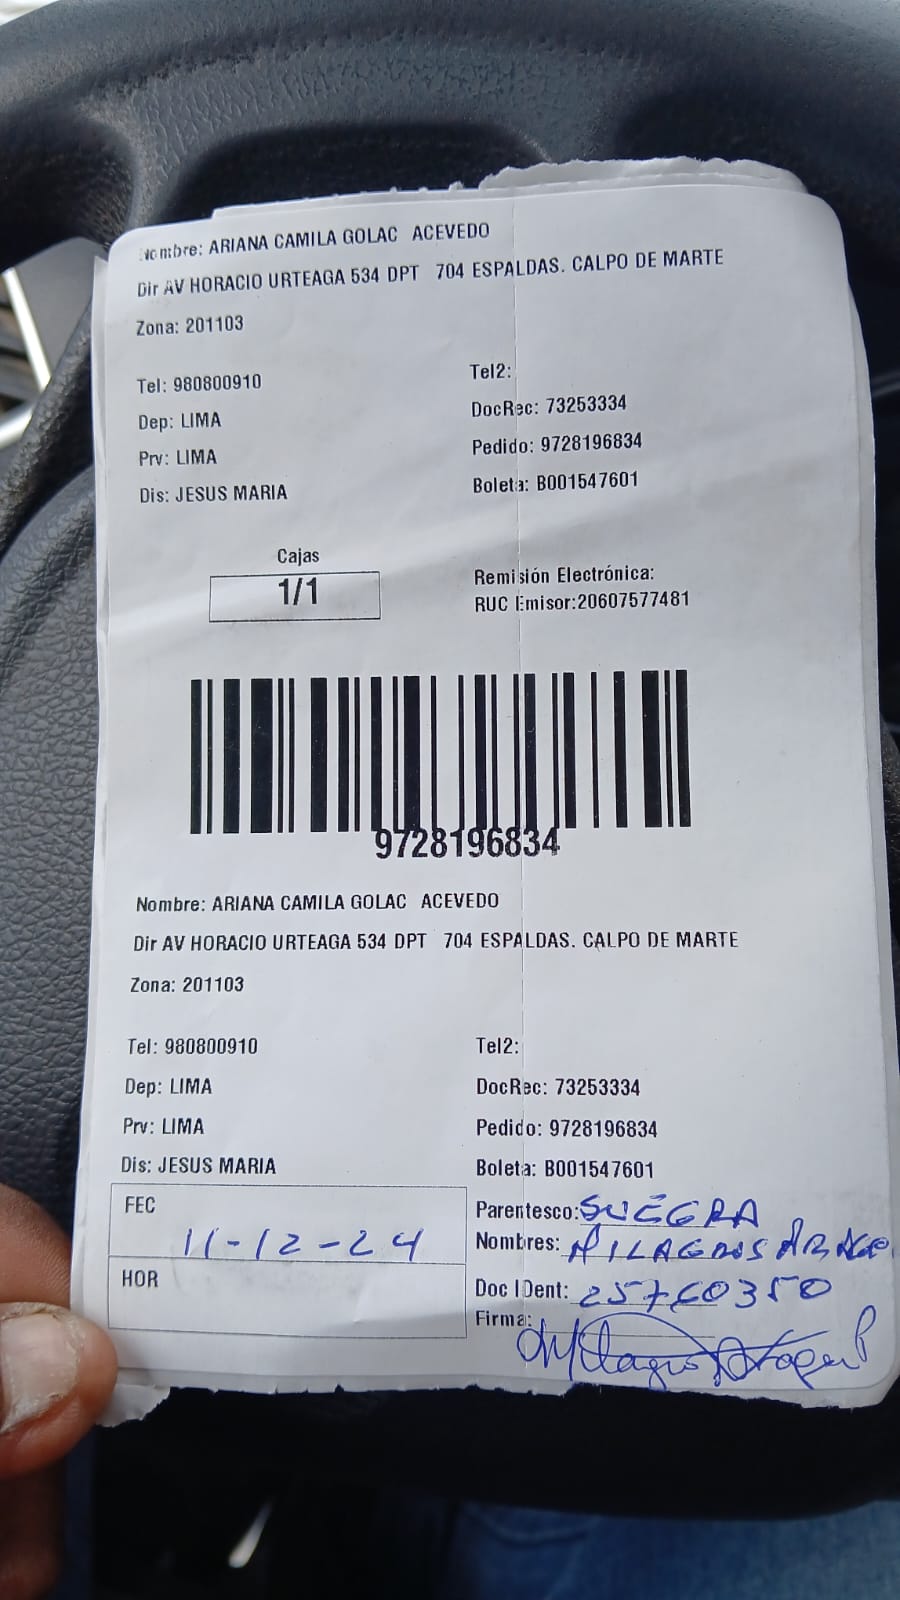 Nombre: ARIANA CAMILA GOLAC ACEVEDO
Dir AV HORACIO URTEAGA 534 DPT 704 ESPALDAS. CALPO DE MARTE
Zona: 201103
Tel: 980800910
Tel2:
Dep: LIMA
DocRec: 73253334
Prv: LIMA
Pedido: 9728196834
Dis: JESUS MARIA
Boleta: B001547601
Cajas
1/1
Remisión Electrónica:
RUC Emisor:20607577481
9728196834
Nombre: ARIANA CAMILA GOLAC ACEVEDO
Dir AV HORACIO URTEAGA 534 DPT 704 ESPALDAS. CALPO DE MARTE
Zona: 201103
Tel: 980800910
Tel2:
Dep: LIMA
DocRec: 73253334
Prv: LIMA
Pedido: 9728196834
Dis: JESUS MARIA
Boleta: B001547601
FEC
11-12-24
HOR
Parentesco: SUEGRA
Nombres: MILAGROS
Doc IDent: 25760350
Firma: